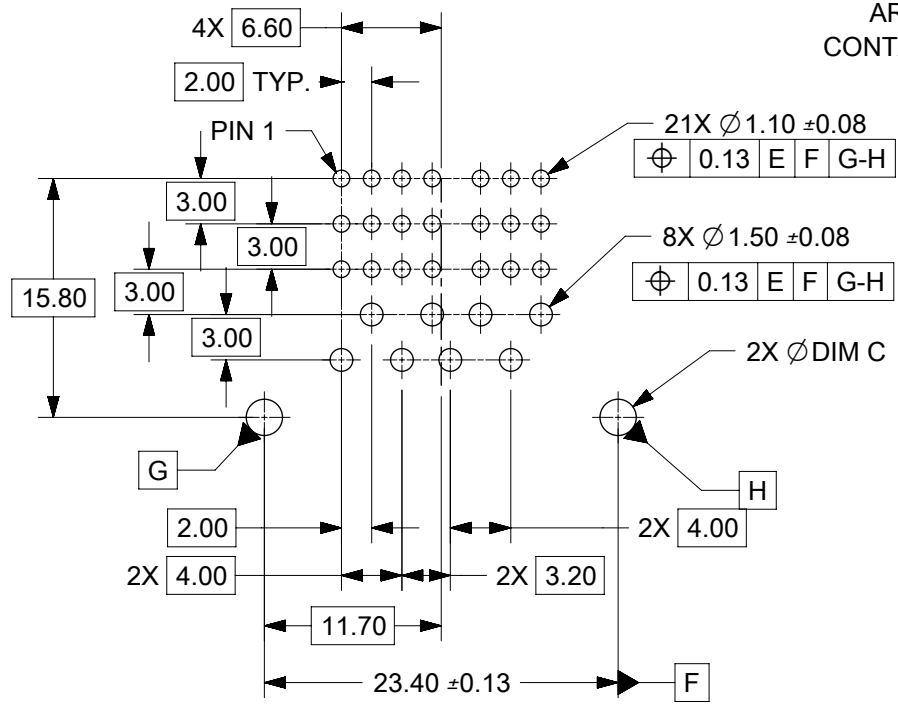 AR
CONTA
4X 6.60
2.00 TYP.
PIN 1
21X ∅1.10 ±0.08
⌖ 0.13 E F G-H
3.00
3.00
8X ∅1.50 ±0.08
⌖ 0.13 E F G-H
15.80
3.00
3.00
2X ∅DIM C
G
H
2.00
2X 4.00
2X 4.00
2X 3.20
11.70
23.40 ±0.13
F